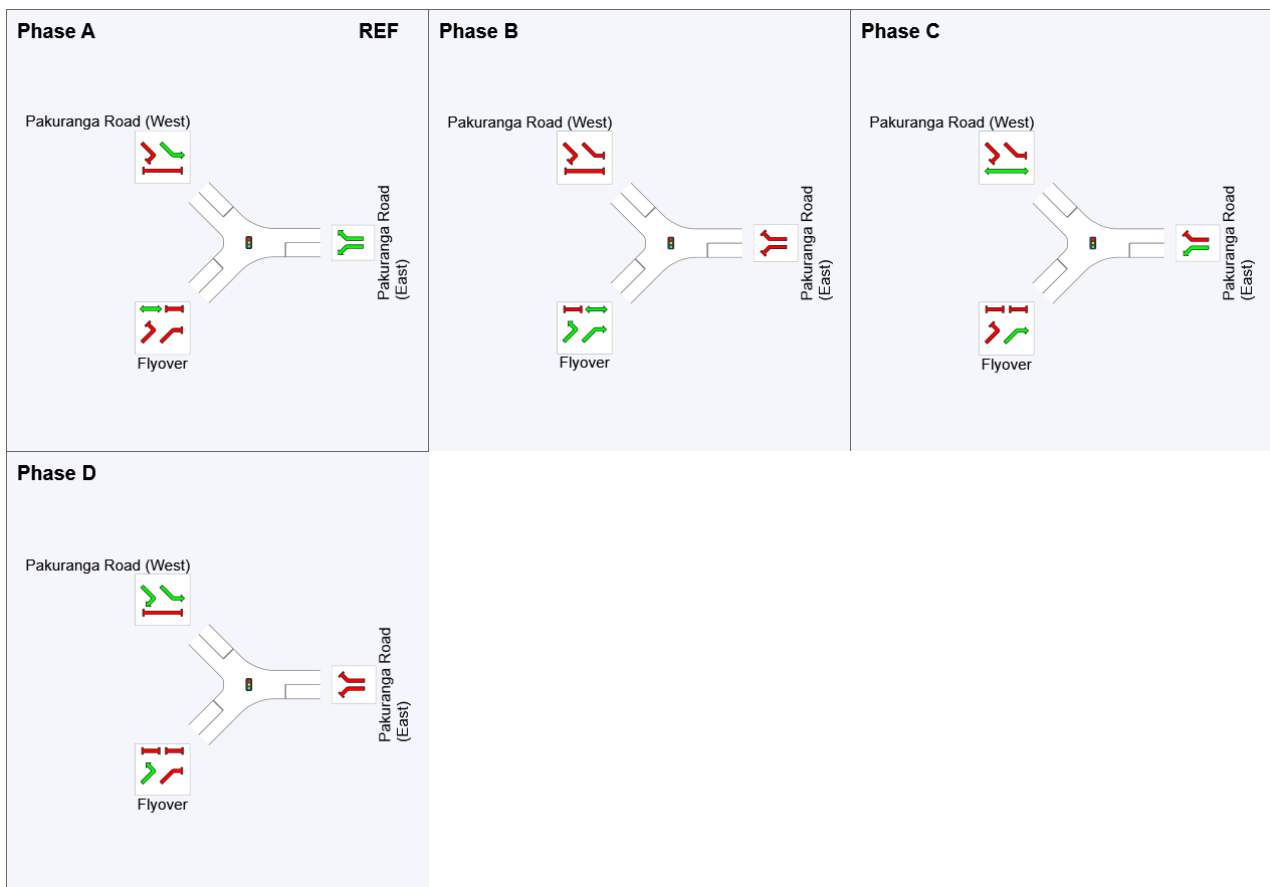 Phase A
REF
Pakuranga Road (West)
Pakuranga Road
(East)
Flyover
Phase B
Pakuranga Road (West)
Pakuranga Road
(East)
Flyover
Phase C
Pakuranga Road (West)
Pakuranga Road
(East)
Flyover
Phase D
Pakuranga Road (West)
Pakuranga Road
(East)
Flyover